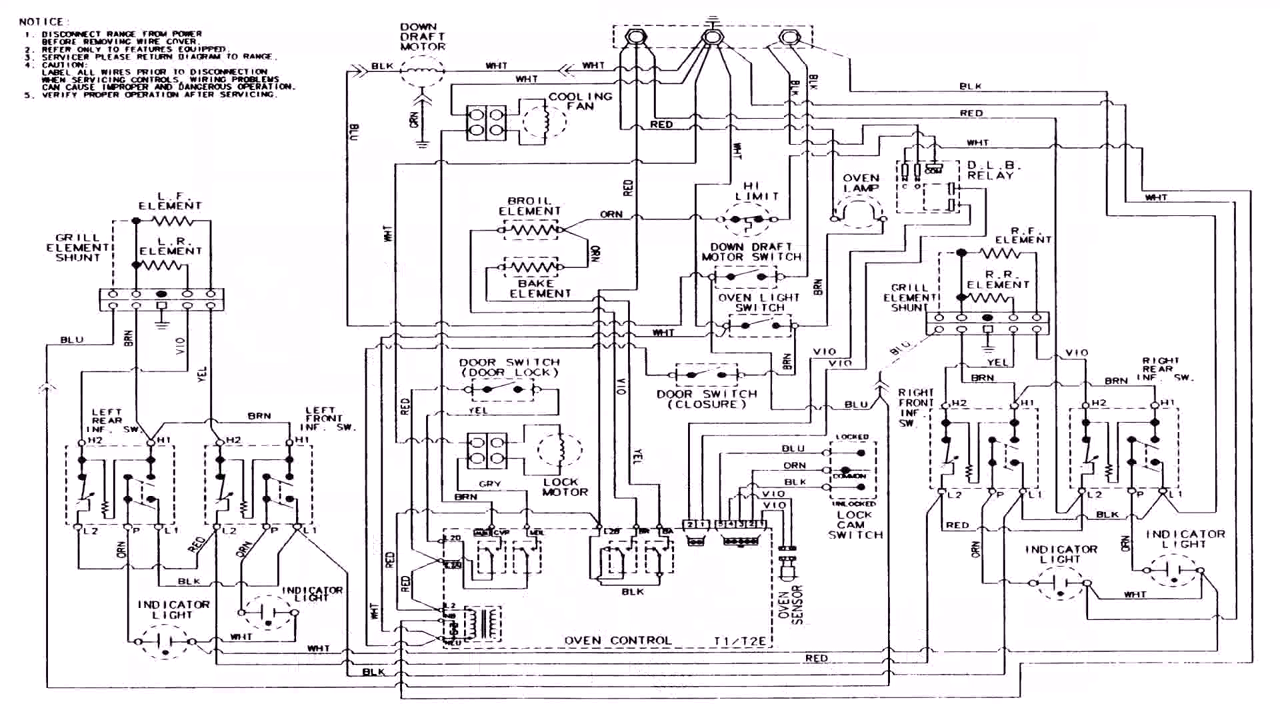 NOTICE:
1. DISCONNECT RANGE FROM POWER
BEFORE REMOVING WIRE COVER.
2. REFER ONLY TO FEATURES EQUIPPED.
3. SERVICER PLEASE RETURN DIAGRAM TO RANGE.
4. CAUTION:
LABEL ALL WIRES PRIOR TO DISCONNECTION
WHEN SERVICING CONTROLS, WIRING PROBLEMS
CAN CAUSE IMPROPER AND DANGEROUS OPERATION.
5. VERIFY PROPER OPERATION AFTER SERVICING.
DOWN
DRAFT
MOTOR
BLK
WHT
WHT
WHT
GRN
COOLING
FAN
BLU
RED
BLK
BLK
BLK
RED
WHT
WHT
WHT
D.L.B.
RELAY
N
C
O
COM
OVEN
LAMP
HI
LIMIT
RED
L.F.
ELEMENT
L.R.
ELEMENT
GRILL
ELEMENT
SHUNT
WHT
BROIL
ELEMENT
ORN
ORN
BAKE
ELEMENT
DOWN DRAFT
MOTOR SWITCH
OVEN LIGHT
SWITCH
BRN
R.F.
ELEMENT
R.R.
ELEMENT
GRILL
ELEMENT
SHUNT
BLU
BRN
VIO
YEL
WHT
BRN
VIO
VIO
BLU
YEL
VIO
BRN
BRN
DOOR SWITCH
(DOOR LOCK)
DOOR SWITCH
(CLOSURE)
BLU
RED
YEL
VIO
RIGHT
REAR
INF. SW.
RIGHT
FRONT
INF.
SW.
LEFT
REAR
INF. SW.
BRN
LEFT
FRONT
INF. SW.
H2
H1
H2
H1
H2
H1
H2
H1
LOCK
MOTOR
GRY
BRN
YEL
BLU
ORN
BLK
VIO
VIO
LOCKED
COMMON
UNLOCKED
LOCK
CAM
SWITCH
L2
P
L1
L2
P
L1
L2
P
L1
L2
P
L1
RED
BLK
ORN
RED
ORN
BLK
ORN
ORN
INDICATOR
LIGHT
INDICATOR
LIGHT
INDICATOR
LIGHT
INDICATOR
LIGHT
WHT
WHT
WHT
RED
RED
WHT
BLK
OVEN
SENSOR
OVEN CONTROL
T1/T2E
WHT
RED
BLK